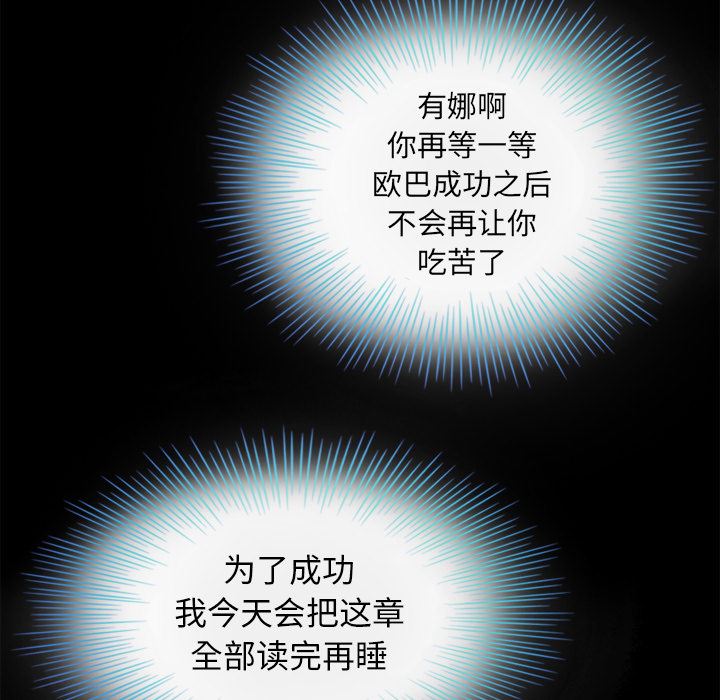 有娜啊
你再等一等
欧巴成功之后
不会再让你
吃苦了
为了成功
我今天会把这章
全部读完再睡